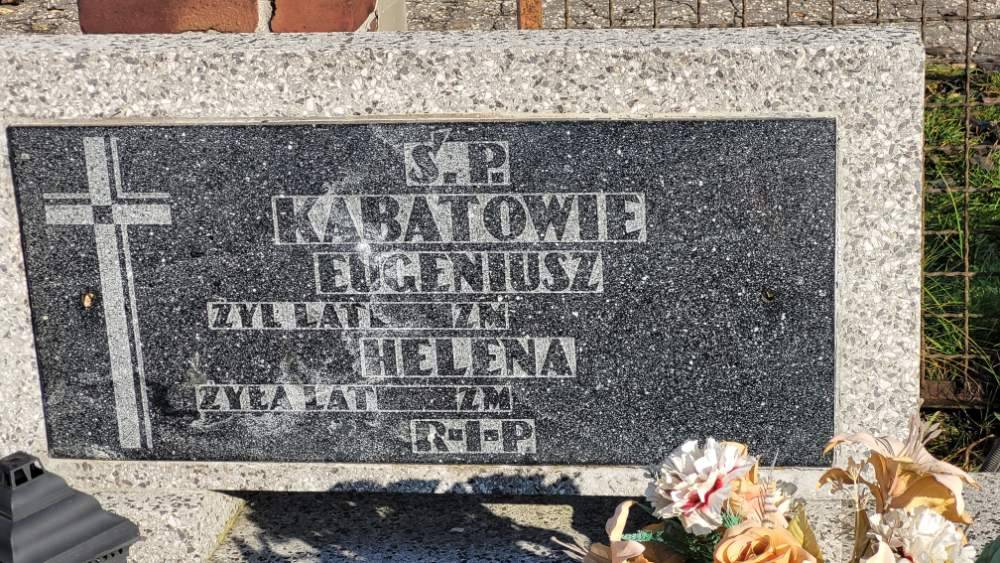 Ś.P.
KABATOWIE
EUGENIUSZ
ŻYŁ LAT ZM
HELENA
ŻYŁA LAT ZM
R-I-P